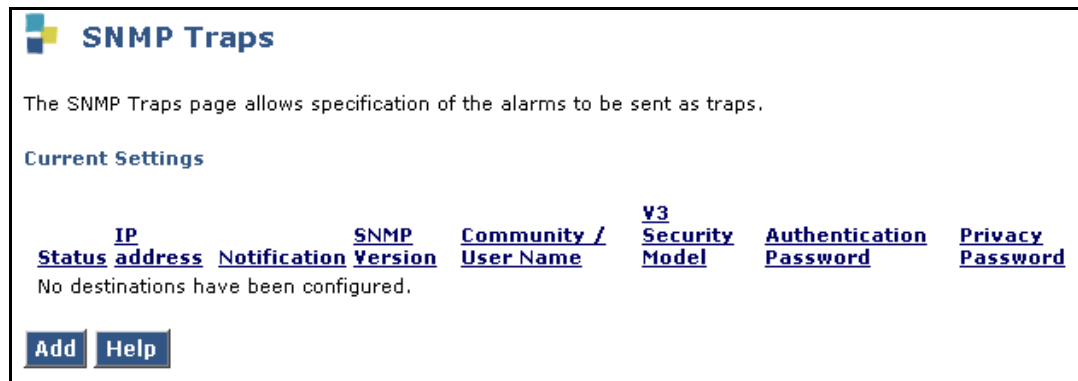 SNMP Traps
The SNMP Traps page allows specification of the alarms to be sent as traps.
Current Settings
Status IP address Notification SNMP Version Community / User Name V3 Security Model Authentication Password Privacy Password
No destinations have been configured.
Add Help